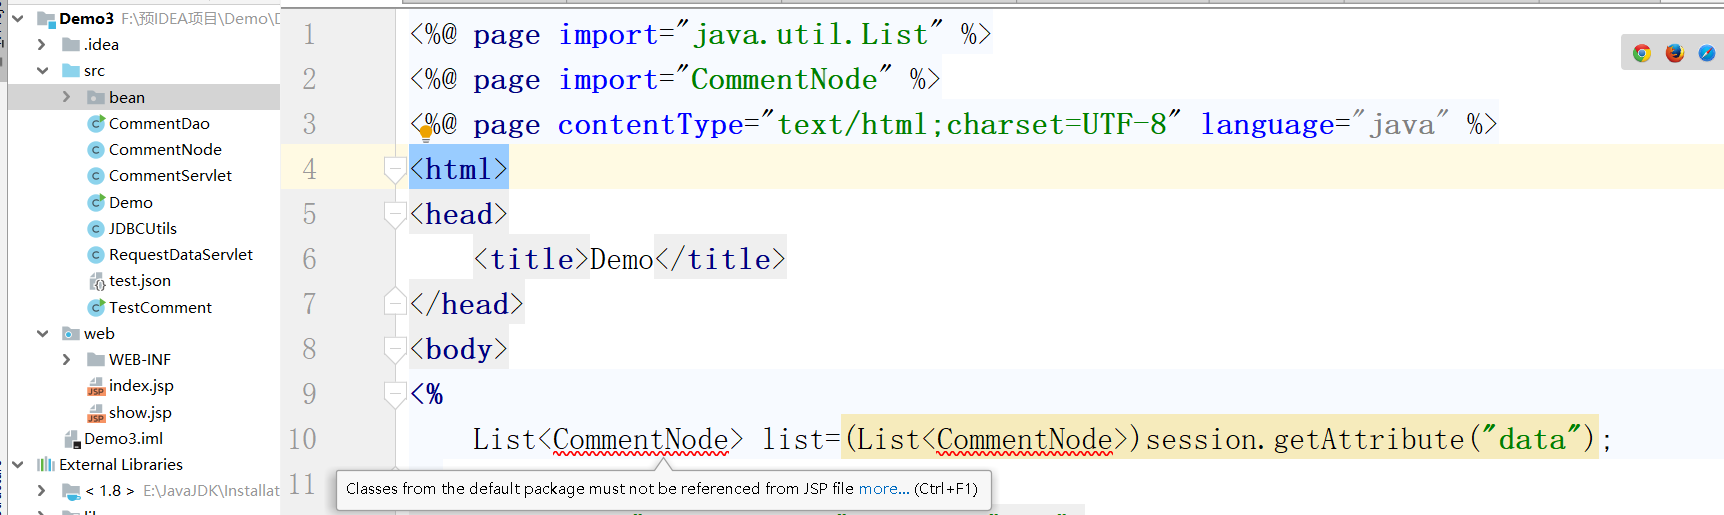 Demo3 F:\预IDEA项目\Demo\D
.idea
src
bean
CommentDao
CommentNode
CommentServlet
Demo
JDBCUtils
RequestDataServlet
test.json
TestComment
web
WEB-INF
index.jsp
show.jsp
Demo3.iml
External Libraries
< 1.8 > E:\JavaJDK\Installat
1 <%@ page import="java.util.List" %>
2 <%@ page import="CommentNode" %>
3 <%@ page contentType="text/html;charset=UTF-8" language="java" %>
4 <html>
5 <head>
6 <title>Demo</title>
7 </head>
8 <body>
9 <%
10 List<CommentNode> list=(List<CommentNode>)session.getAttribute("data");
11
Classes from the default package must not be referenced from JSP file more... (Ctrl+F1)